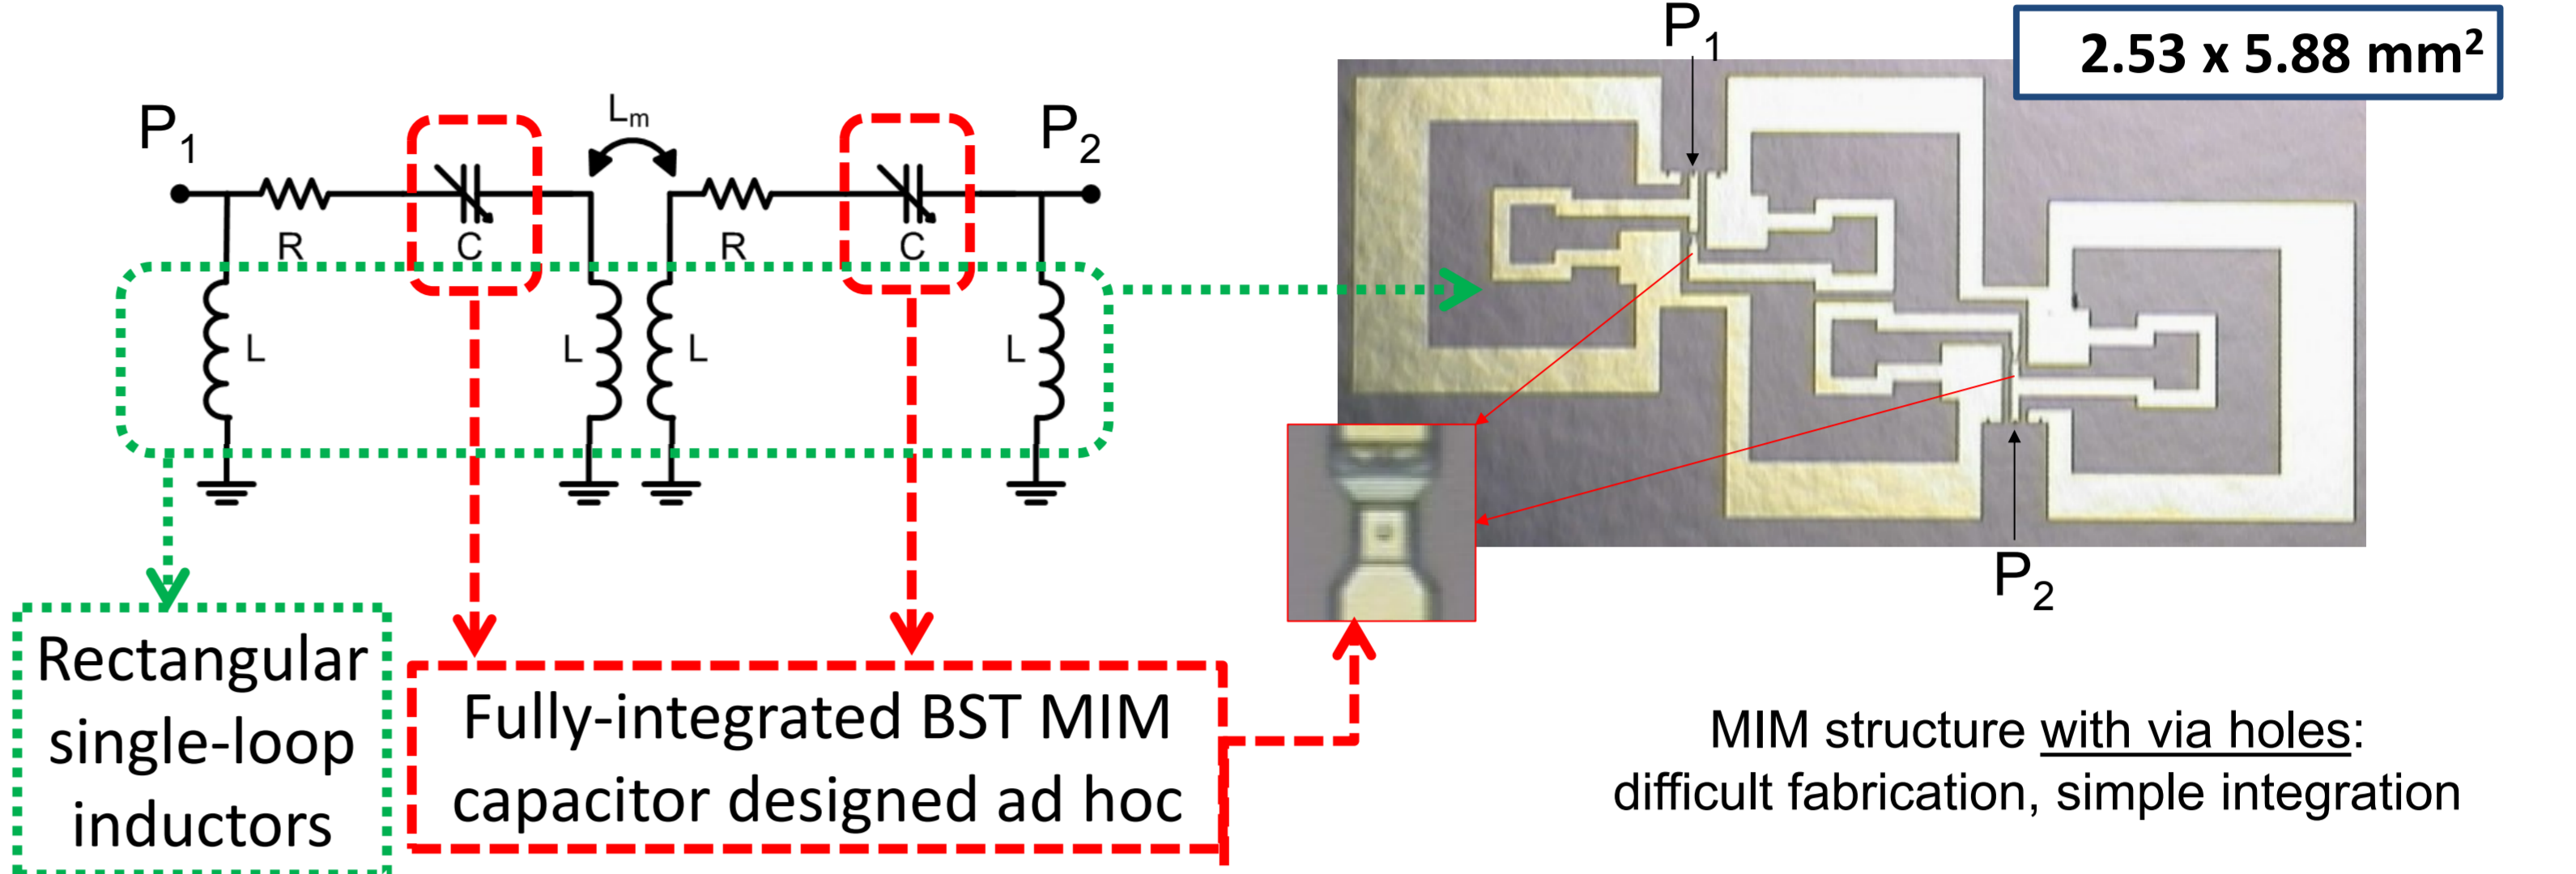 P1
Lm
P2
R
C
R
C
L
L
L
L
Rectangular
single-loop
inductors
Fully-integrated BST MIM
capacitor designed ad hoc
P1
2.53 x 5.88 mm²
P2
MIM structure with via holes:
difficult fabrication, simple integration